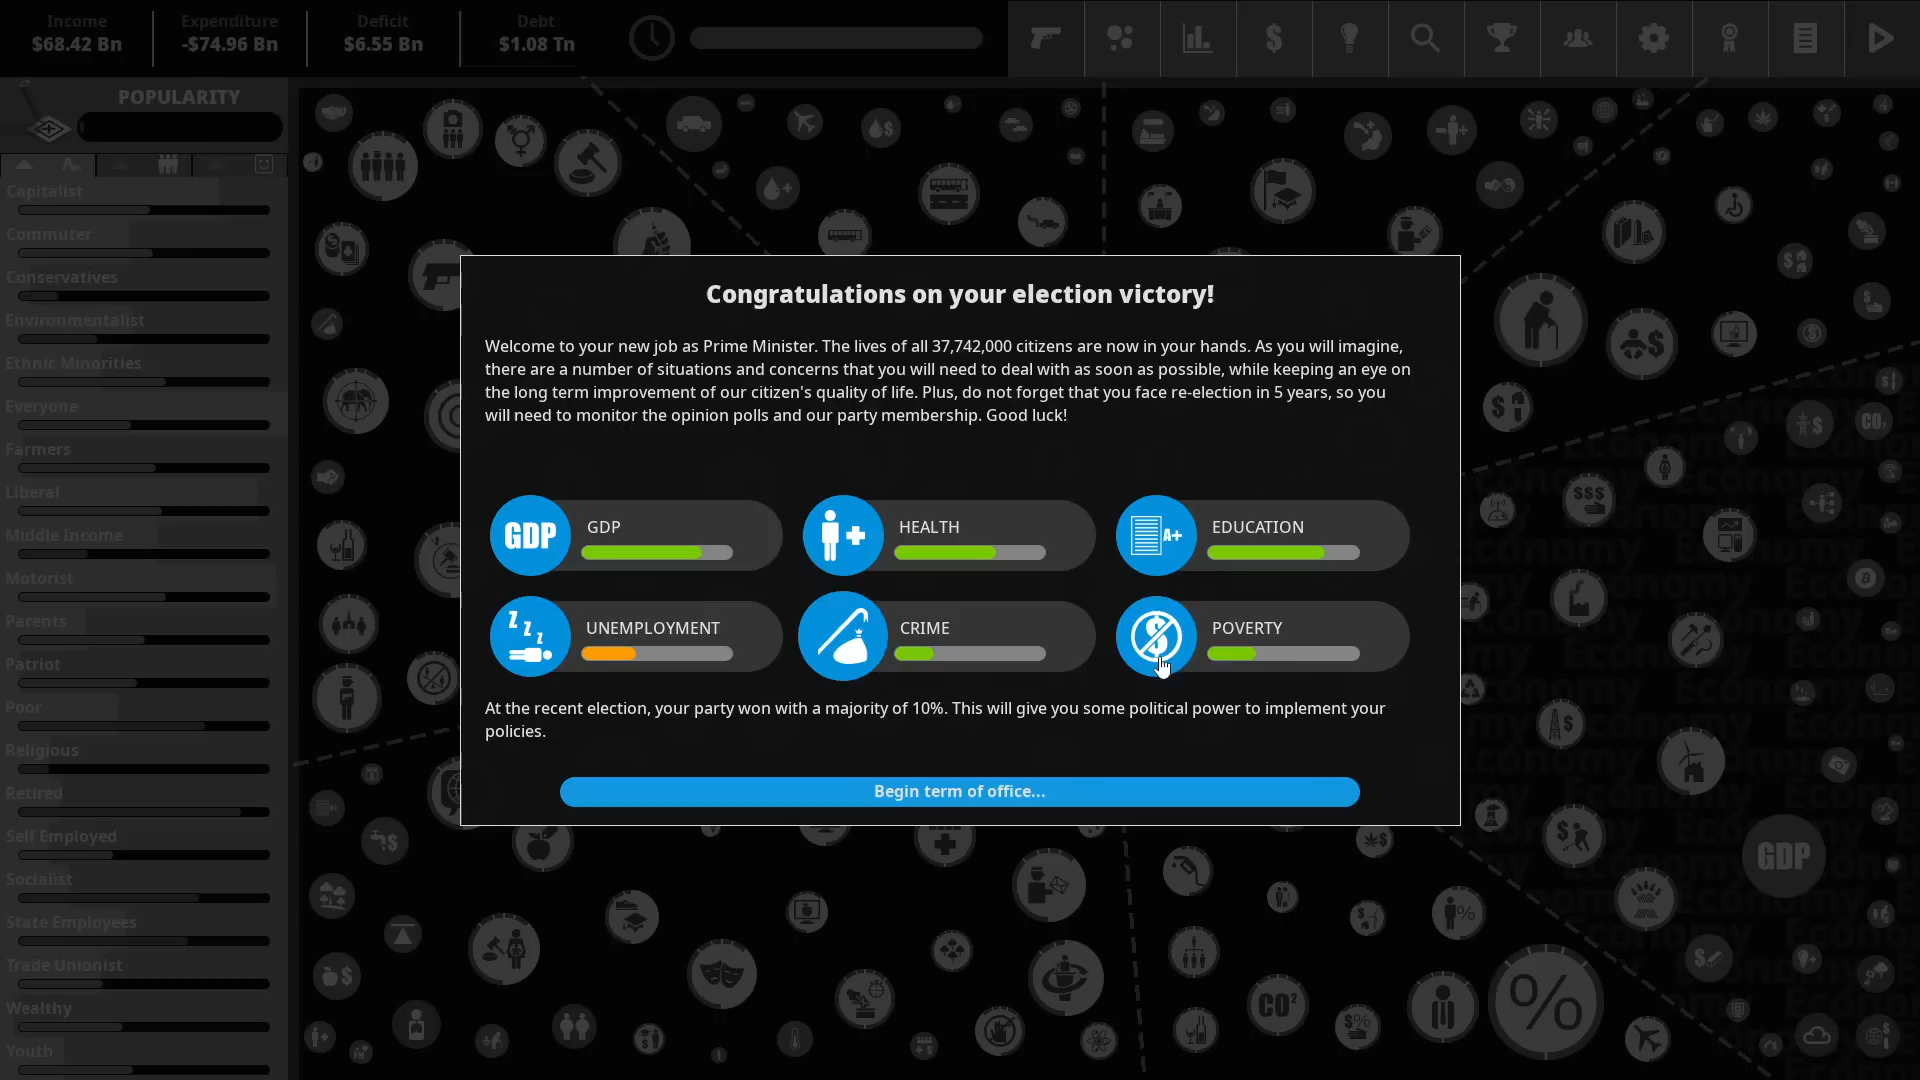 Income
Expenditure
Deficit
Debt
$68.42 Bn
-$74.96 Bn
$6.55 Bn
$1.08 Tn
POPULARITY
Capitalist
Commuter
Conservatives
Environmentalist
Ethnic Minorities
Everyone
Farmers
Liberal
Middle Income
Motorist
Parents
Patriot
Poor
Religious
Retired
Self Employed
Socialist
State Employees
Trade Unionist
Wealthy
Youth
Congratulations on your election victory!
Welcome to your new job as Prime Minister. The lives of all 37,742,000 citizens are now in your hands. As you will imagine,
there are a number of situations and concerns that you will need to deal with as soon as possible, while keeping an eye on
the long term improvement of our citizen's quality of life. Plus, do not forget that you face re-election in 5 years, so you
will need to monitor the opinion polls and our party membership. Good luck!
GDP
GDP
HEALTH
A+
EDUCATION
Z Z Z
UNEMPLOYMENT
CRIME
POVERTY
At the recent election, your party won with a majority of 10%. This will give you some political power to implement your
policies.
Begin term of office...
Economy
GDP
CO²
%